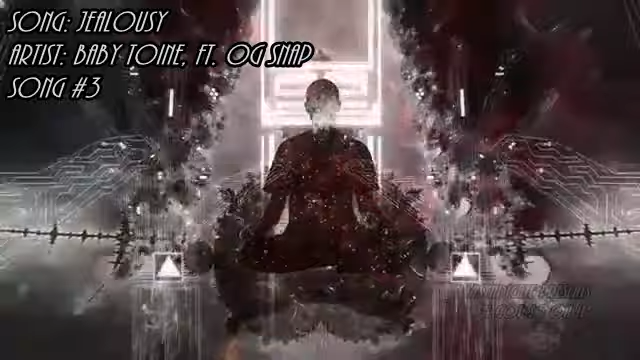 SONG: JEALOUSY
ARTIST: BABY TOINE, FT. OG SNAP
SONG #3